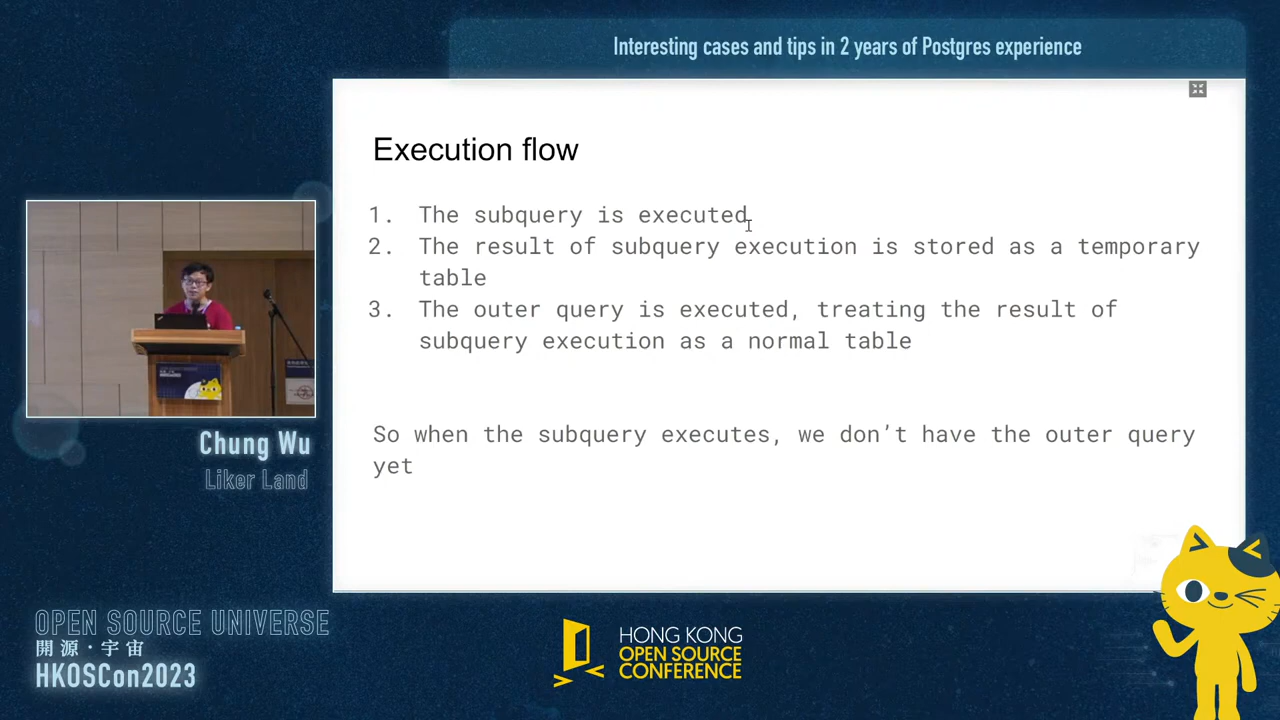 Interesting cases and tips in 2 years of Postgres experience
Execution flow
1. The subquery is executed
2. The result of subquery execution is stored as a temporary
table
3. The outer query is executed, treating the result of
subquery execution as a normal table
So when the subquery executes, we don't have the outer query
yet
Chung Wu
Liker Land
OPEN SOURCE UNIVERSE
開源·宇宙
HKOSCon2023
HONG KONG
OPEN SOURCE
CONFERENCE